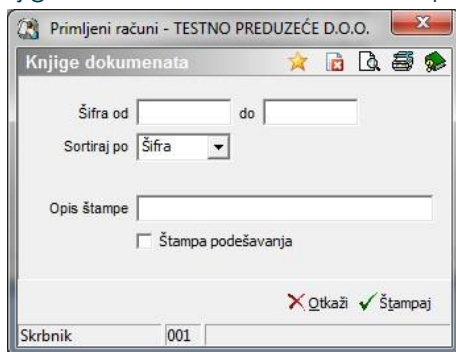 Primljeni računi - TESTNO PREDUZEĆE D.O.O.
Knjige dokumenata
Šifra od do
Sortiraj po Šifra
Opis štampe
Štampa podešavanja
Otkaži Štampaj
Skrbnik 001